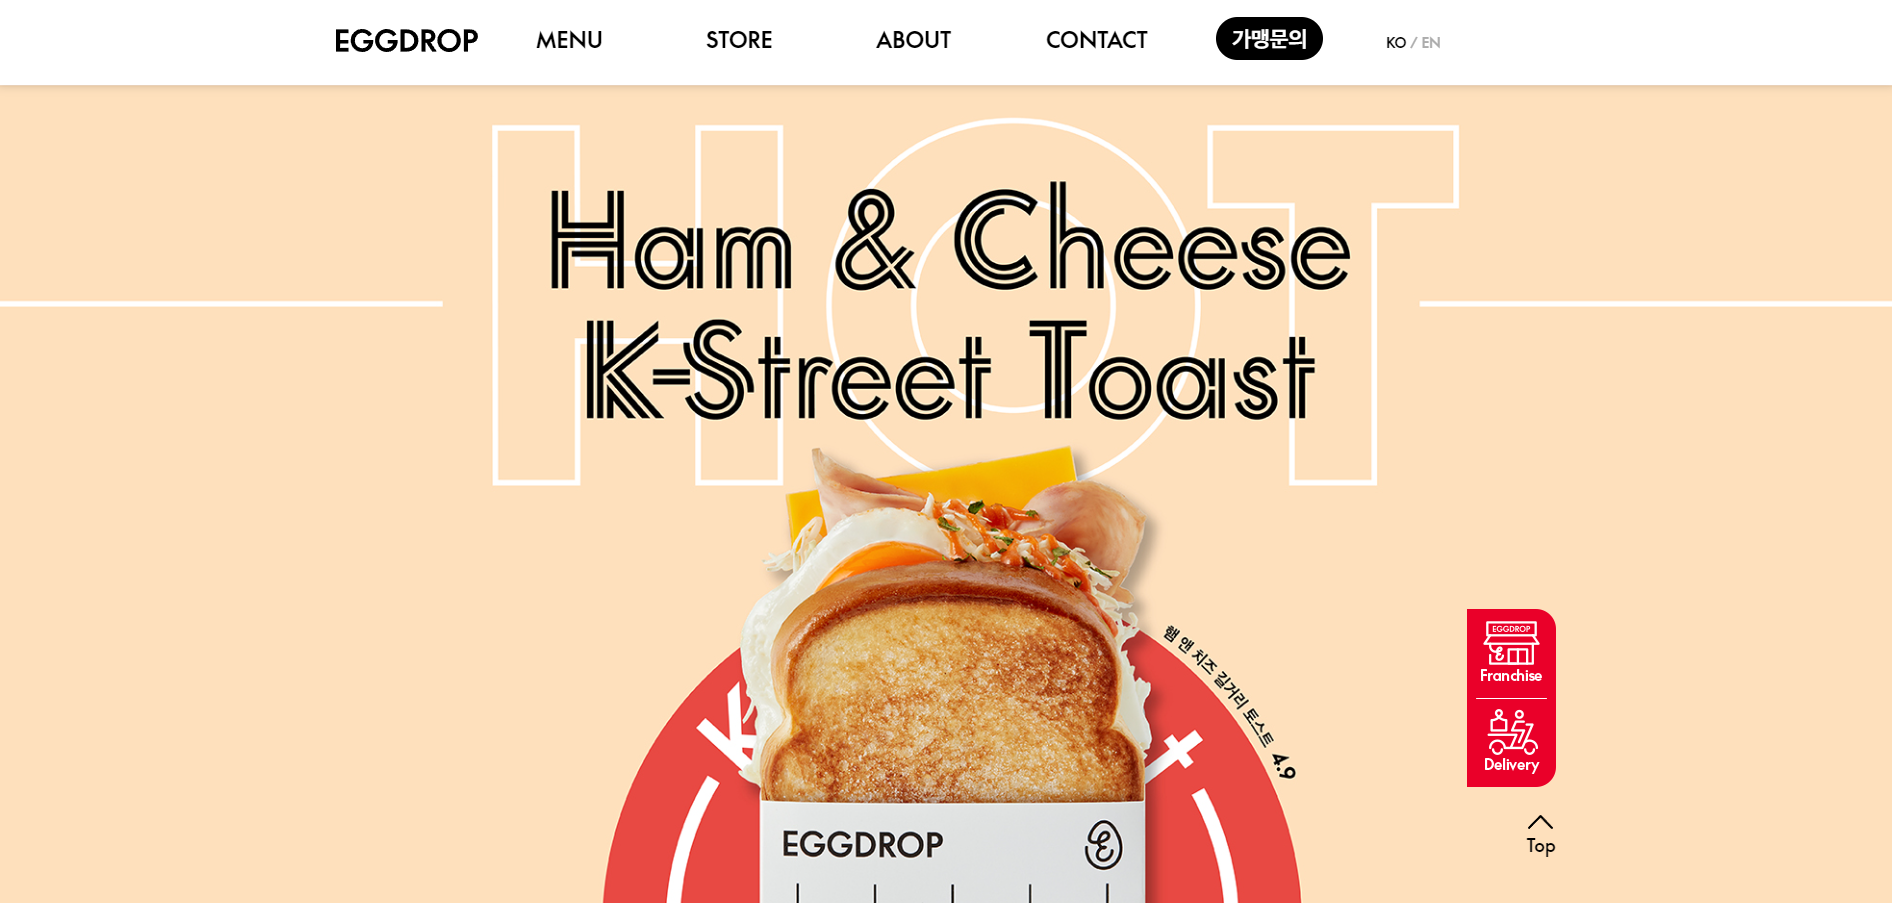 EGGDROP
MENU
STORE
ABOUT
CONTACT
가맹문의
KO / EN
HOT
Ham & Cheese
K-Street Toast
햄 앤 치즈 길거리 토스트 4.9
K
t
EGGDROP
EGGDROP
Franchise
Delivery
Top